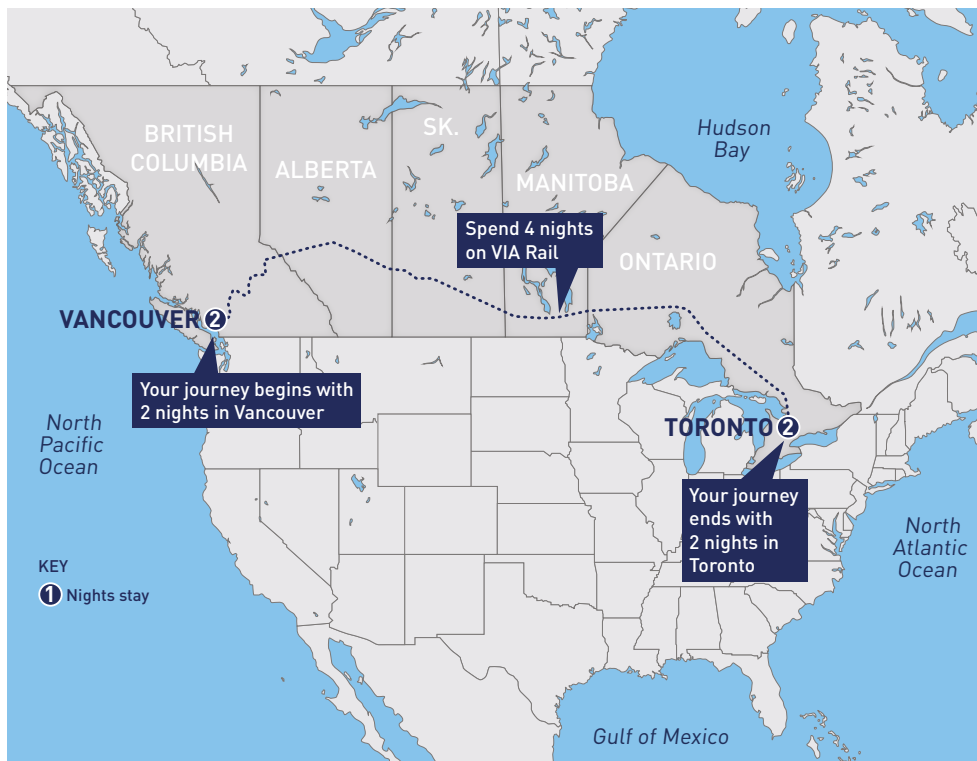 BRITISH
COLUMBIA
ALBERTA
SK.
MANITOBA
Hudson
Bay
Spend 4 nights
on VIA Rail
ONTARIO
VANCOUVER 2
Your journey begins with
2 nights in Vancouver
North
Pacific
Ocean
TORONTO 2
Your journey
ends with
2 nights in
Toronto
North
Atlantic
Ocean
KEY
1 Nights stay
Gulf of Mexico